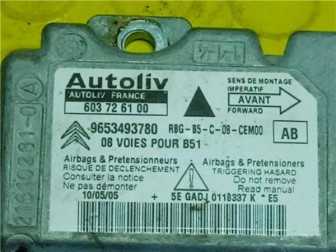 Autoliv
AUTOLIV FRANCE
603 72 61 00
SENS DE MONTAGE
IMPERATIF
AVANT
FORWARD
9653493780
RBG-B5-C-08-CEM00
AB
08 VOIES POUR B51
Airbags & Pretensionneurs
RISQUE DE DECLENCHEMENT
Consulter la notice
Ne pas démonter
Airbags & Pretensioners
TRIGGERING HASARD
Do not remove
Read manual
10/05/05
5E GADJ 0118337 K * E5